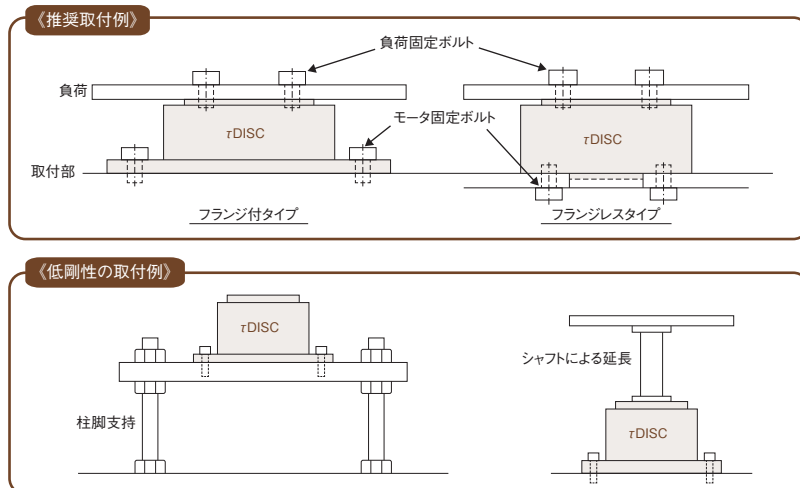 《推奨取付例》
負荷固定ボルト
負荷
τDISC
τDISC
モータ固定ボルト
取付部
フランジ付タイプ
フランジレスタイプ
《低剛性の取付例》
τDISC
シャフトによる延長
柱脚支持
τDISC